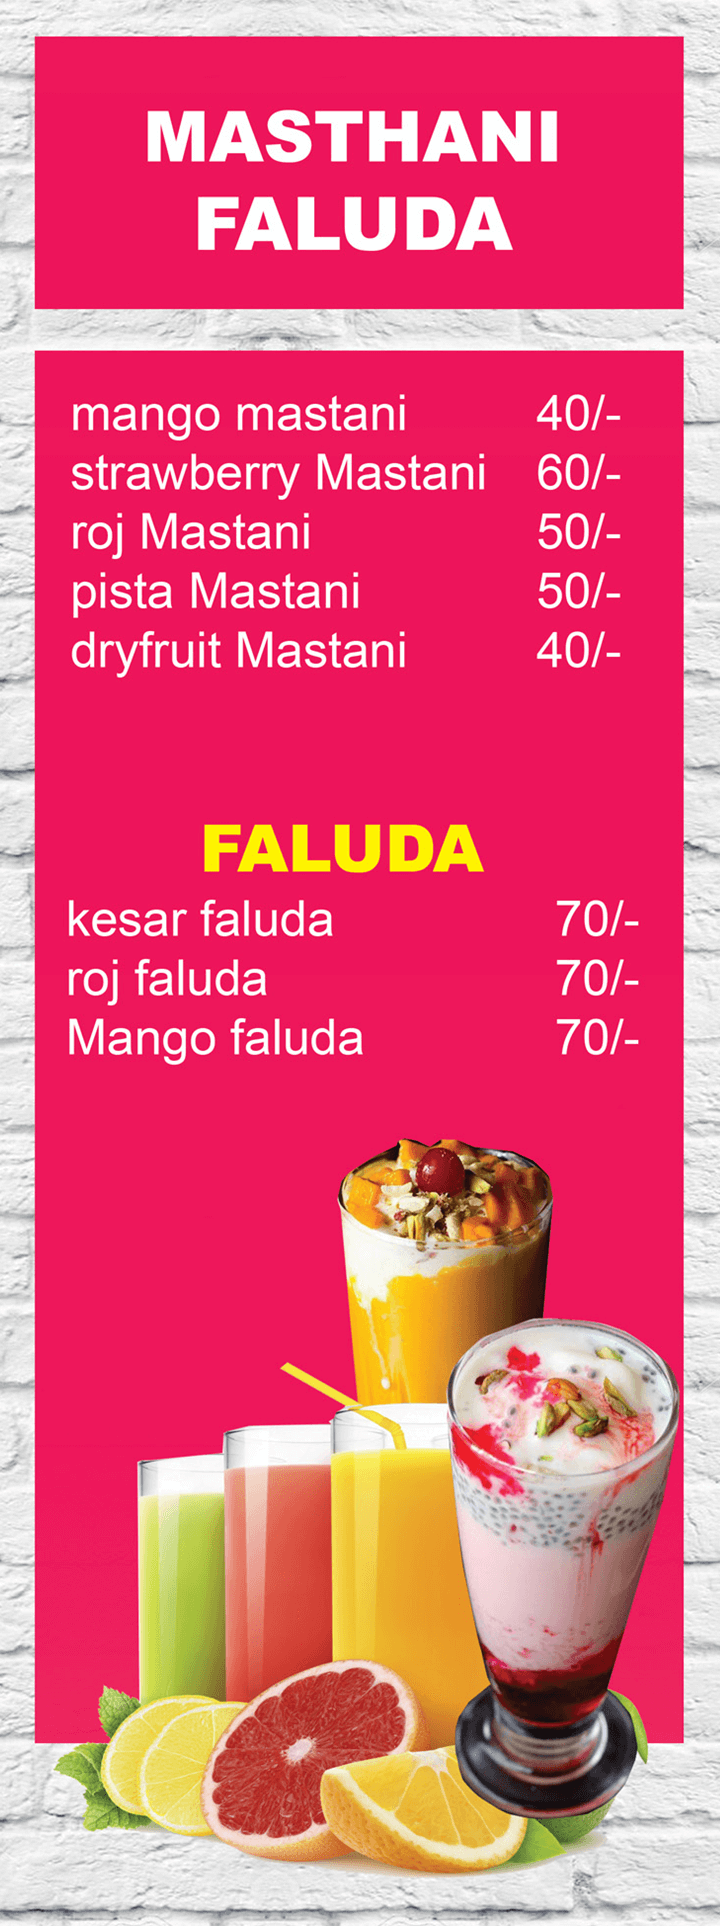 MASTHANI
FALUDA
mango mastani 40/-
strawberry Mastani 60/-
roj Mastani 50/-
pista Mastani 50/-
dryfruit Mastani 40/-
FALUDA
kesar faluda 70/-
roj faluda 70/-
Mango faluda 70/-